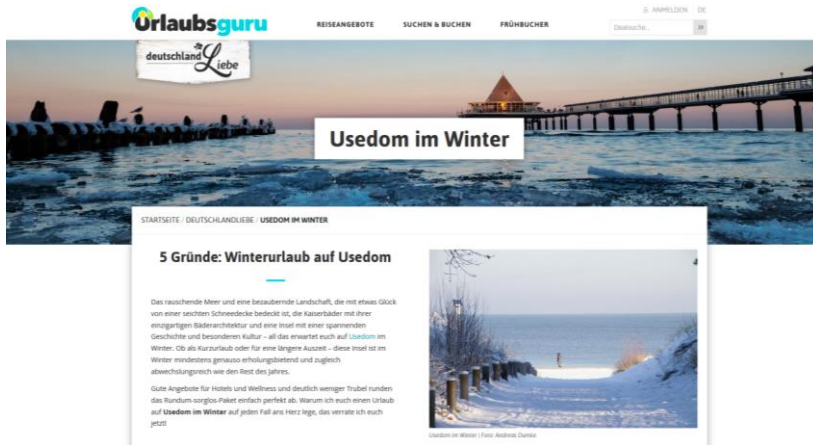 Urlaubsguru
REISEANGEBOTE SUCHEN & BUCHEN FRÜHBUCHER
ANMELDEN DE
Dealsuche...
deutschland
Liebe
Usedom im Winter
STARTSEITE / DEUTSCHLANDLIEBE / USEDOM IM WINTER
5 Gründe: Winterurlaub auf Usedom
Das rauschende Meer und eine bezaubernde Landschaft, die mit etwas Glück
von einer seichten Schneedecke bedeckt ist, die Kaiserbäder mit ihrer
einzigartigen Bäderarchitektur und eine Insel mit einer spannenden
Geschichte und besonderen Kultur – all das erwartet euch auf Usedom im
Winter. Ob als Kurzurlaub oder für eine längere Auszeit – diese Insel ist im
Winter mindestens genauso erholungsbietend und zugleich
abwechslungsreich wie den Rest des Jahres.
Gute Angebote für Hotels und Wellness und deutlich weniger Trubel runden
das Rundum-sorglos-Paket einfach perfekt ab. Warum ich euch einen Urlaub
auf Usedom im Winter auf jeden Fall ans Herz lege, das verrate ich euch
jetzt!
Usedom im Winter | Foto: Andreas Dumke